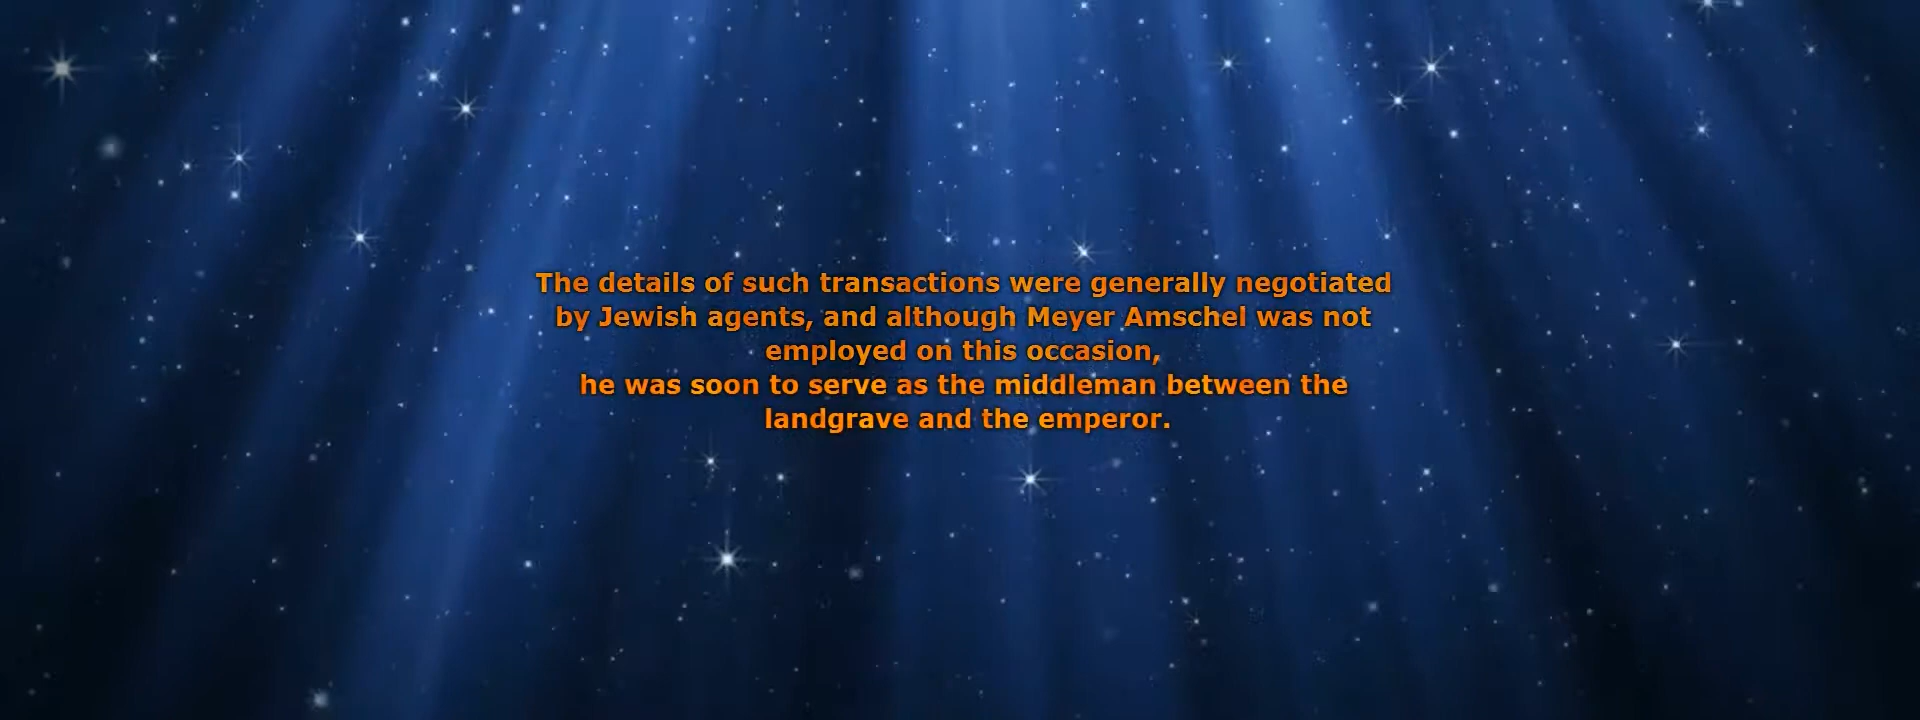 The details of such transactions were generally negotiated
by Jewish agents, and although Meyer Amschel was not
employed on this occasion,
he was soon to serve as the middleman between the
landgrave and the emperor.